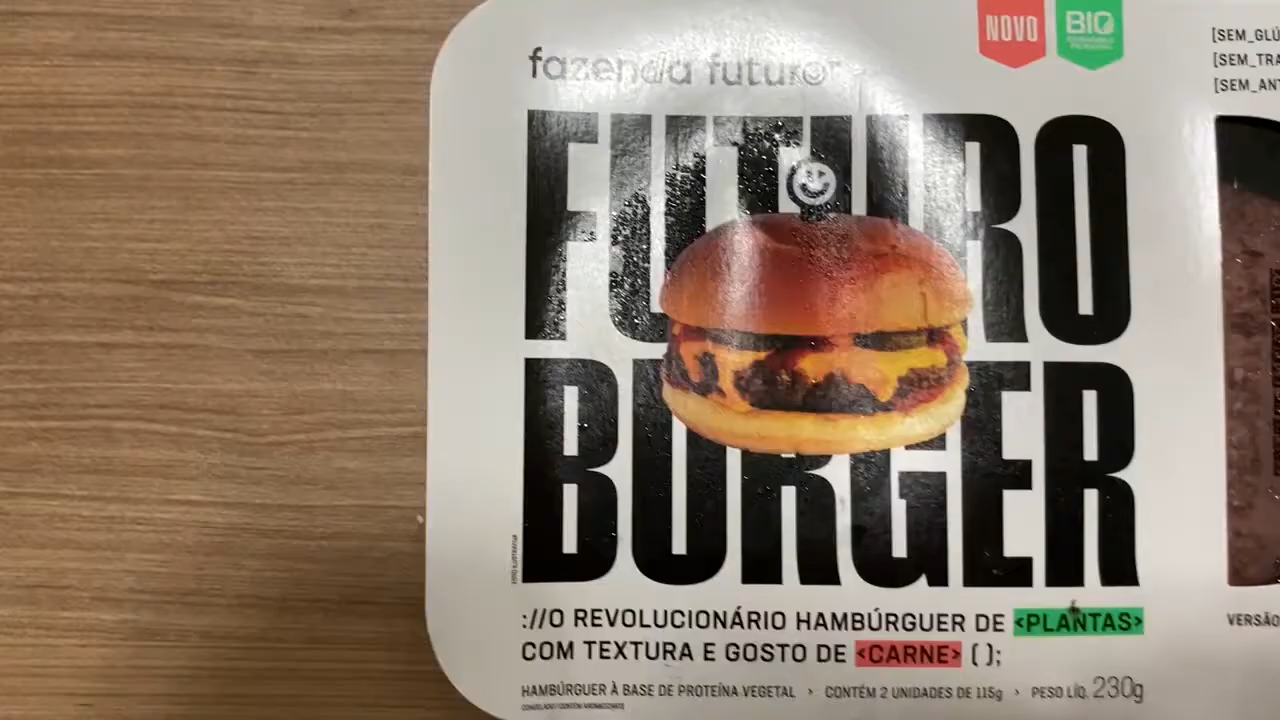 fazenda futuro
NOVO
BIO
[SEM_GLÚ
[SEM_TRA
[SEM_ANT
FUTURO
BURGER
://O REVOLUCIONÁRIO HAMBÚRGUER DE <PLANTAS>
COM TEXTURA E GOSTO DE <CARNE> ( );
HAMBÚRGUER À BASE DE PROTEÍNA VEGETAL > CONTÉM 2 UNIDADES DE 115g > PESO LÍQ. 230g
VERSÃO